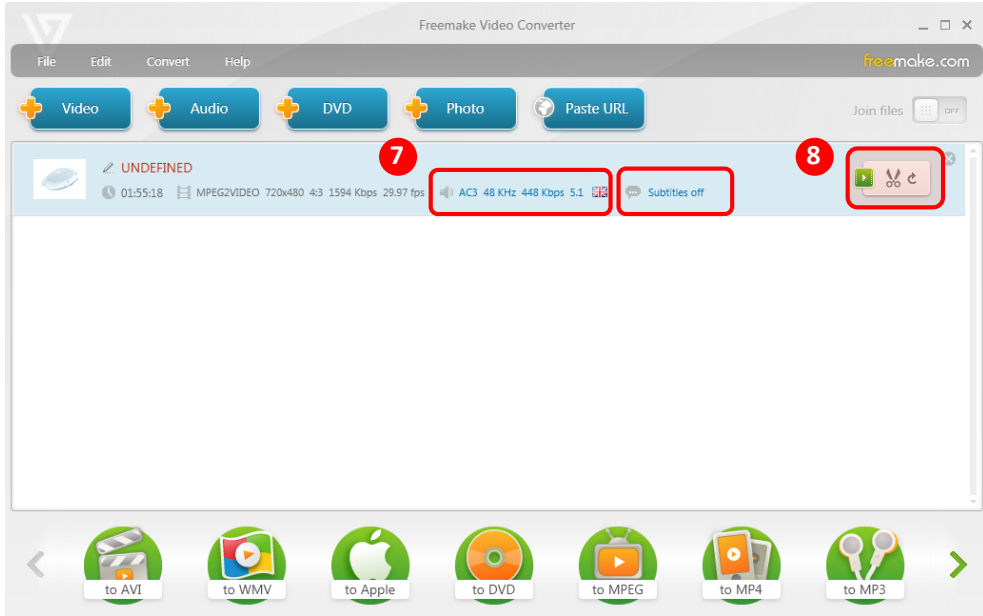 Freemake Video Converter
File Edit Convert Help
freemake.com
Video Audio DVD Photo Paste URL
Join files OFF
7
8
UNDEFINED
01:55:18 MPEG2VIDEO 720x480 4:3 1594 Kbps 29.97 fps AC3 48 KHz 448 Kbps 5.1 Subtitles off
to AVI to WMV to Apple to DVD to MPEG to MP4 to MP3